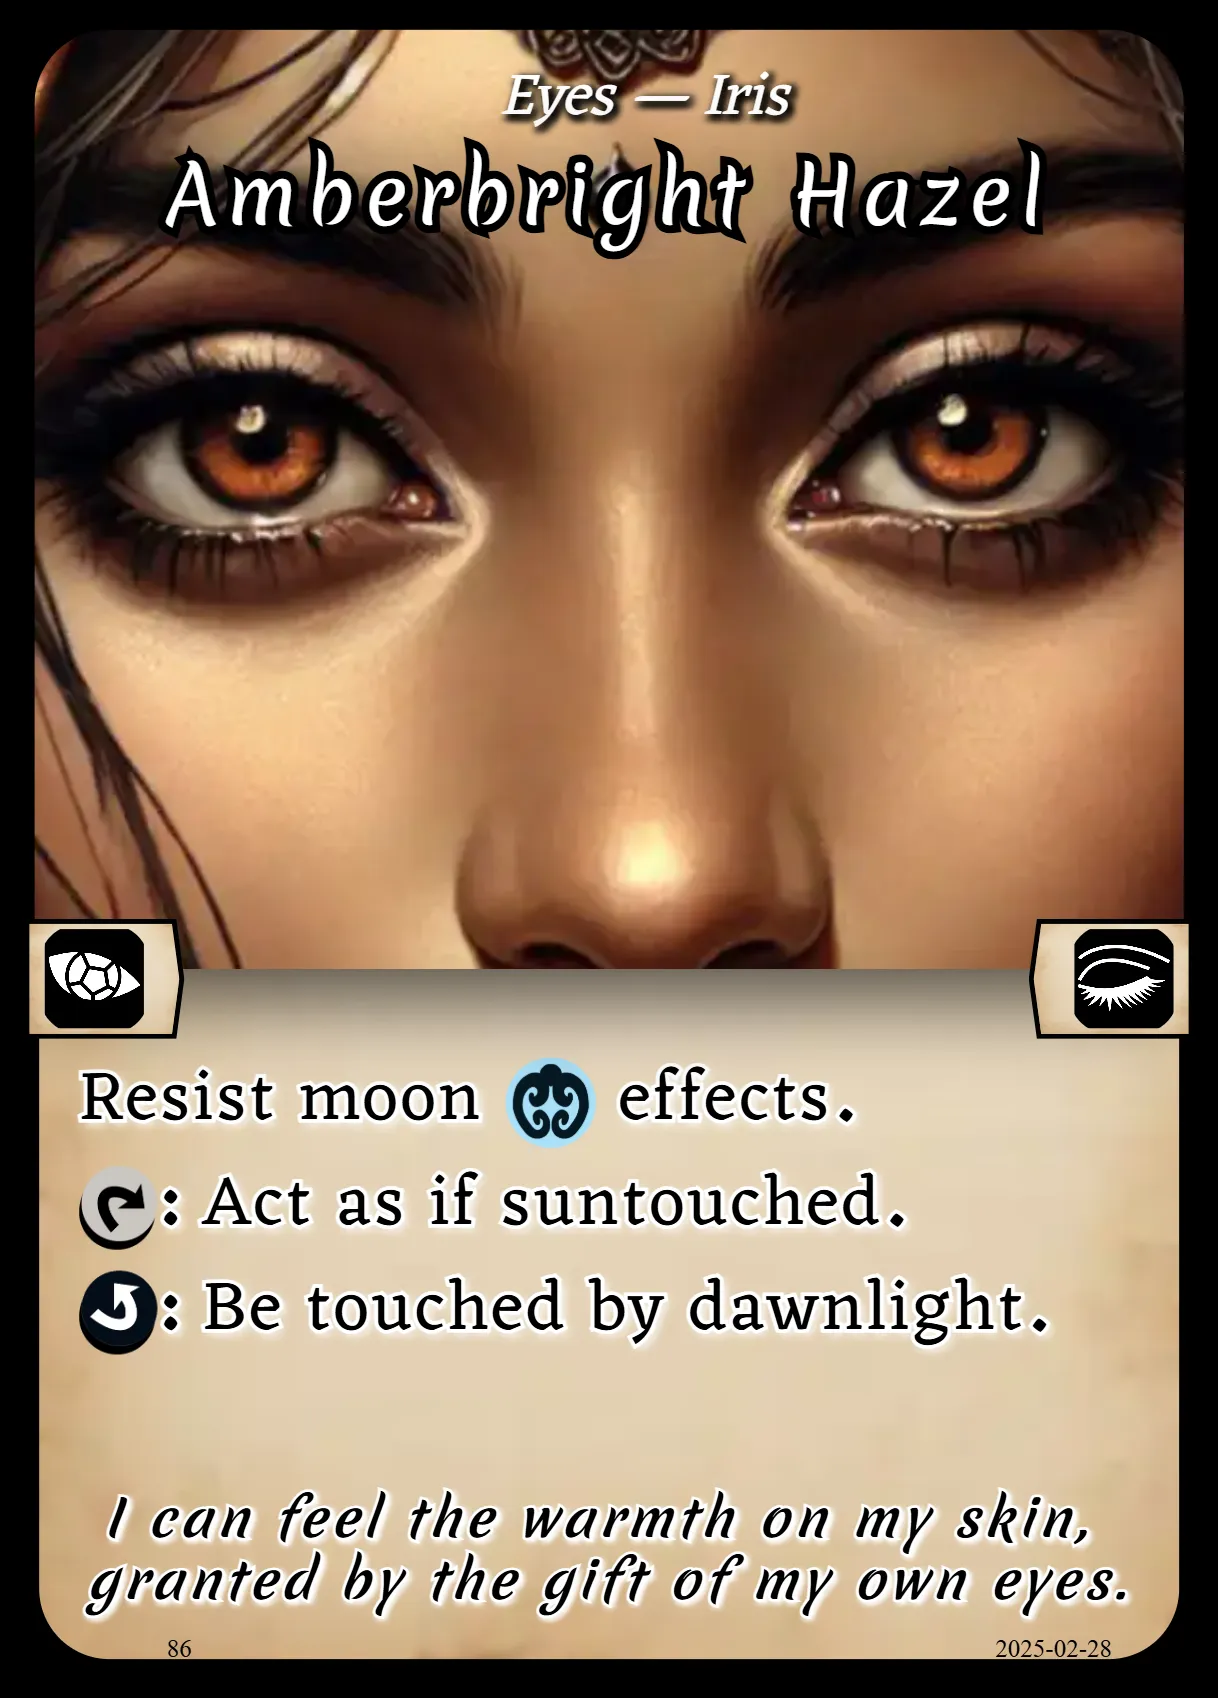 Eyes — Iris
Amberbright Hazel
Resist moon effects.
: Act as if suntouched.
: Be touched by dawnlight.
I can feel the warmth on my skin,
granted by the gift of my own eyes.
86
2025-02-28